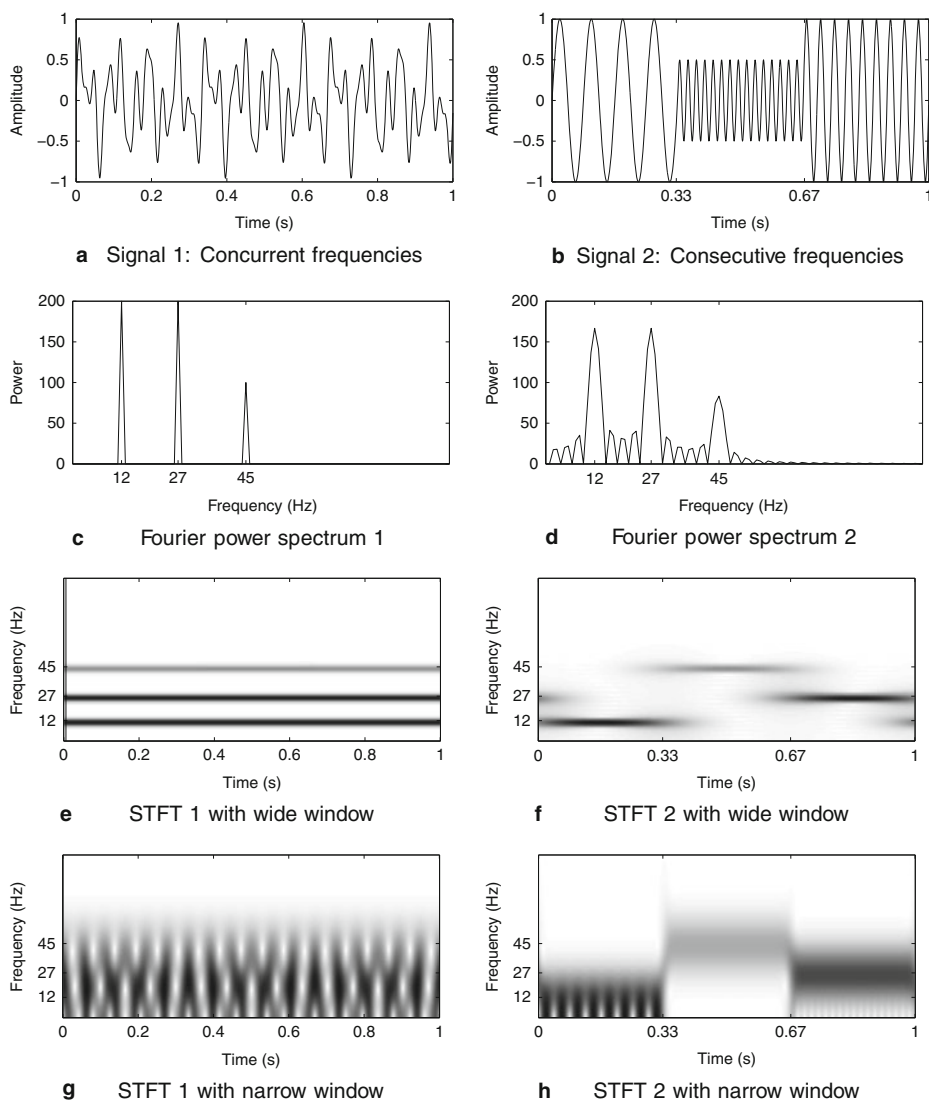 1
0.5
0
−0.5
−1
Amplitude
0 0.2 0.4 0.6 0.8 1
Time (s)
a Signal 1: Concurrent frequencies
1
0.5
0
−0.5
−1
Amplitude
0 0.33 0.67 1
Time (s)
b Signal 2: Consecutive frequencies
200
150
100
50
0
Power
12 27 45
Frequency (Hz)
c Fourier power spectrum 1
200
150
100
50
0
Power
12 27 45
Frequency (Hz)
d Fourier power spectrum 2
45
27
12
Frequency (Hz)
0 0.2 0.4 0.6 0.8 1
Time (s)
e STFT 1 with wide window
45
27
12
Frequency (Hz)
0 0.33 0.67 1
Time (s)
f STFT 2 with wide window
45
27
12
Frequency (Hz)
0 0.2 0.4 0.6 0.8 1
Time (s)
g STFT 1 with narrow window
45
27
12
Frequency (Hz)
0 0.33 0.67 1
Time (s)
h STFT 2 with narrow window